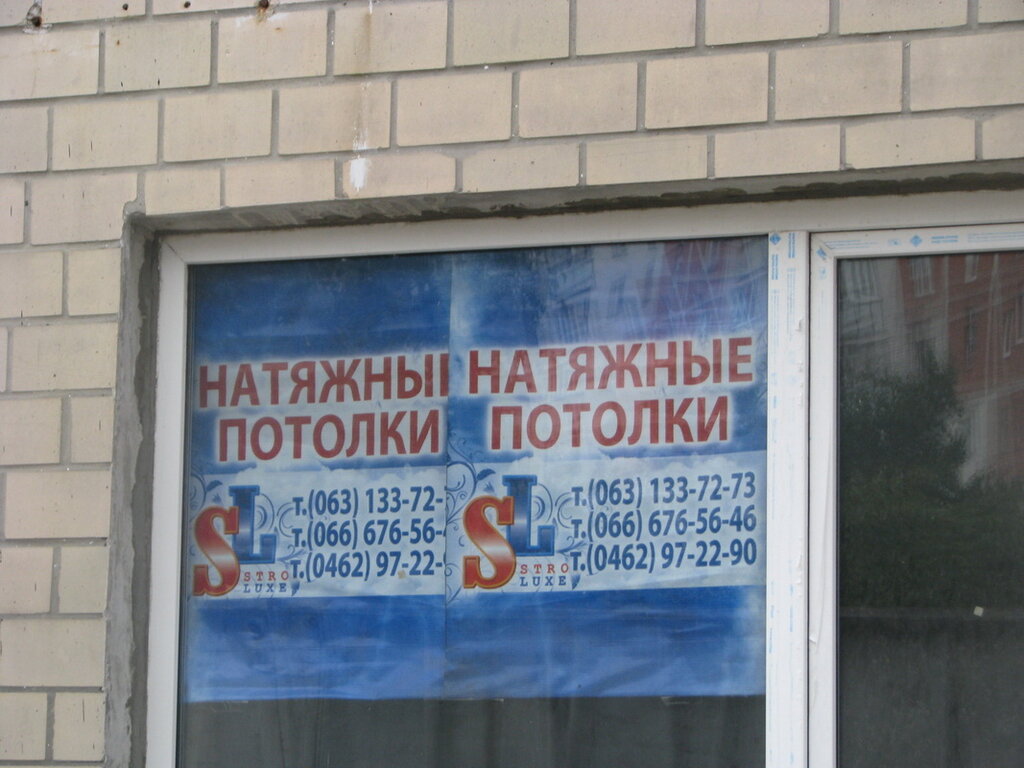 НАТЯЖНЫ
ПОТОЛКИ
т.(063) 133-72-
т.(066) 676-56-
т.(0462) 97-22-
SL
STRO
LUXE
НАТЯЖНЫЕ
ПОТОЛКИ
т.(063) 133-72-73
т.(066) 676-56-46
т.(0462) 97-22-90
SL
STRO
LUXE